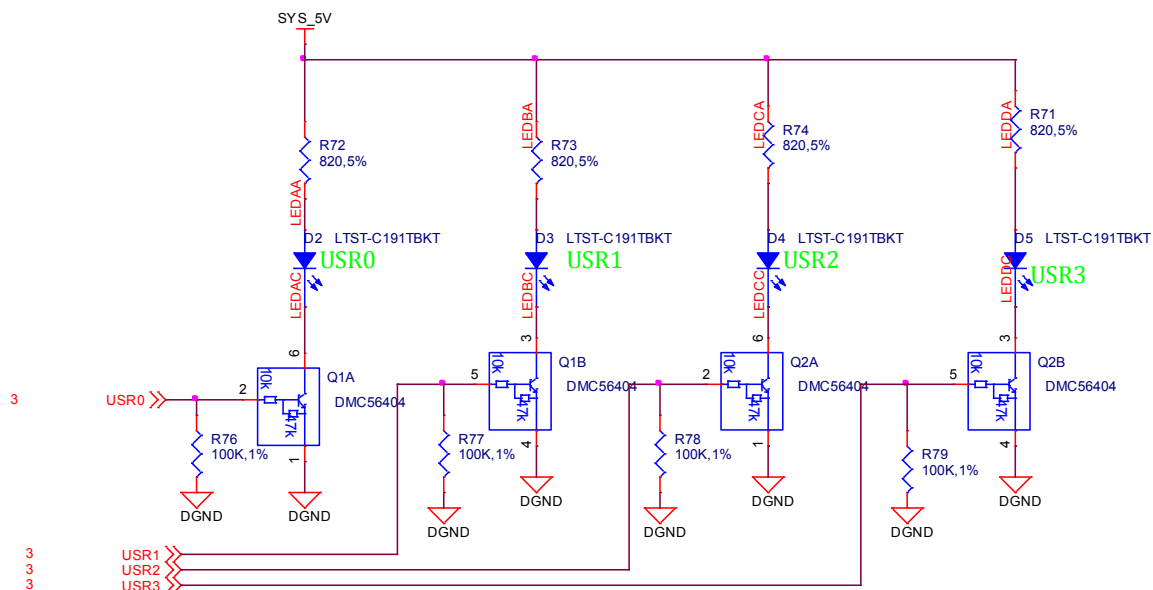 SYS_5V
R72
820,5%
LEDAA
D2 LTST-C191TBKT
USR0
LEDAC
6
10K
Q1A
2
DMC56404
47K
1
3 USR0
R76
100K,1%
DGND
DGND
LEDBA
R73
820,5%
D3 LTST-C191TBKT
USR1
LEDBC
3
10K
Q1B
5
DMC56404
47K
4
R77
100K,1%
DGND
DGND
LEDCA
R74
820,5%
D4 LTST-C191TBKT
USR2
LEDCC
6
10K
Q2A
2
DMC56404
47K
1
R78
100K,1%
DGND
DGND
LEDDA
R71
820,5%
D5 LTST-C191TBKT
LEDDC
USR3
3
10K
Q2B
5
DMC56404
47K
4
R79
100K,1%
DGND
DGND
3 USR1
3 USR2
3 USR3